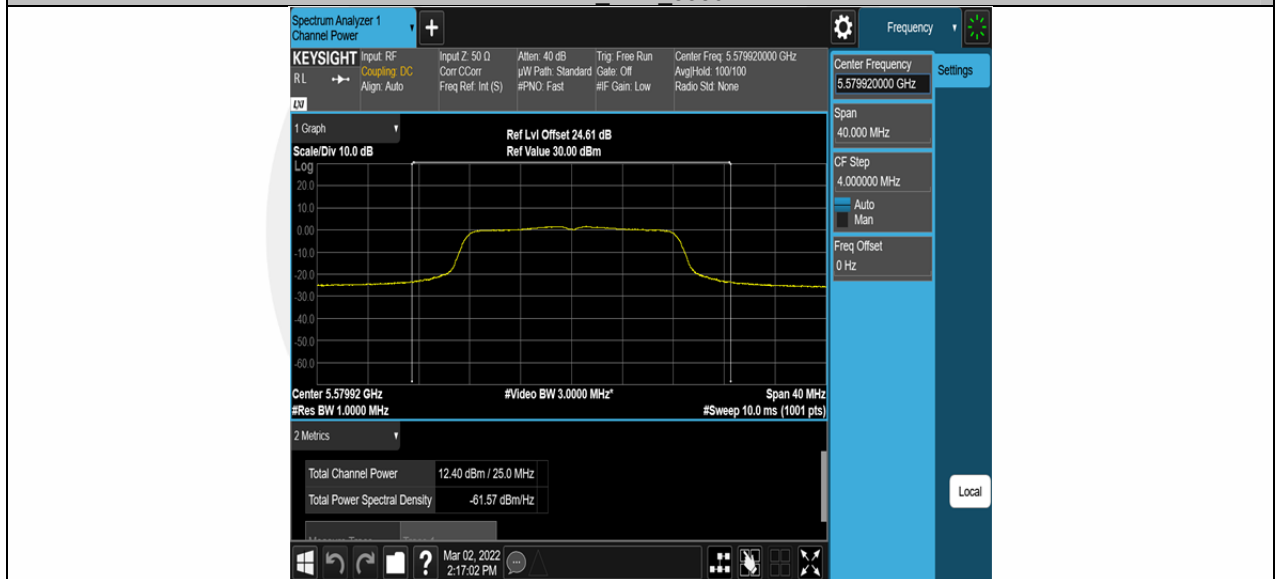 Spectrum Analyzer 1
Channel Power
+
Frequency
KEYSIGHT
RL
LXI
Input: RF
Coupling: DC
Align: Auto
Input Z: 50 Ω
Corr CCorr
Freq Ref: Int (S)
Atten: 40 dB
µW Path: Standard
#PNO: Fast
Trig: Free Run
Gate: Off
#IF Gain: Low
Center Freq: 5.579920000 GHz
Avg|Hold: 100/100
Radio Std: None
Center Frequency
5.579920000 GHz
Settings
Span
40.000 MHz
CF Step
4.000000 MHz
Auto
Man
Freq Offset
0 Hz
Local
1 Graph
Scale/Div 10.0 dB
Ref Lvl Offset 24.61 dB
Ref Value 30.00 dBm
Log
20.0
10.0
0.00
-10.0
-20.0
-30.0
-40.0
-50.0
-60.0
Center 5.57992 GHz
#Video BW 3.0000 MHz*
Span 40 MHz
#Res BW 1.0000 MHz
#Sweep 10.0 ms (1001 pts)
2 Metrics
Total Channel Power 12.40 dBm / 25.0 MHz
Total Power Spectral Density -61.57 dBm/Hz
?
Mar 02, 2022
2:17:02 PM